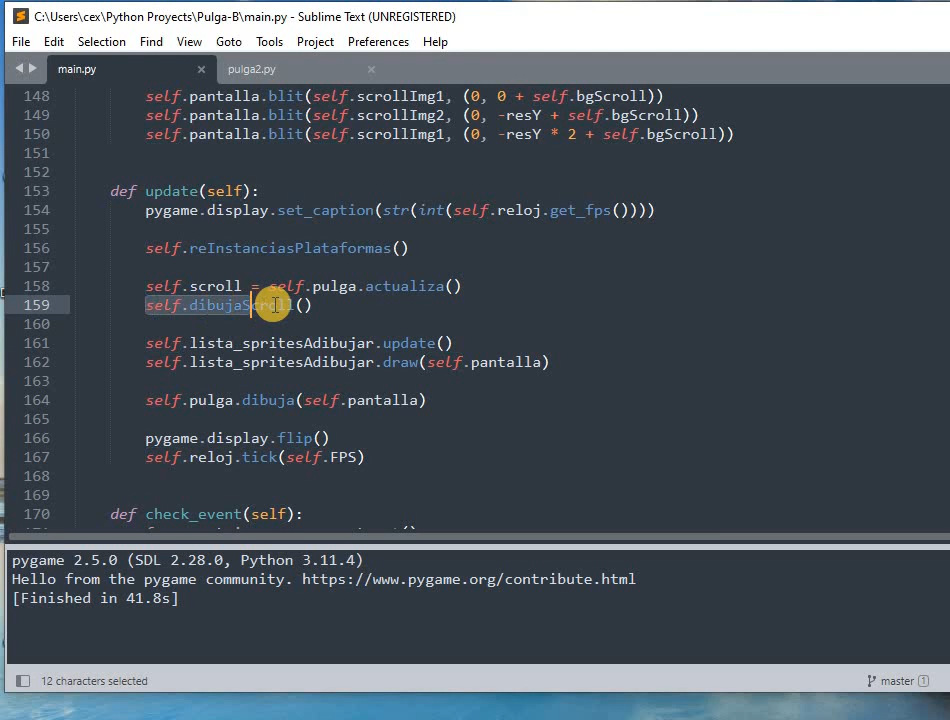 C:\Users\cex\Python Proyects\Pulga-B\main.py - Sublime Text (UNREGISTERED)
File Edit Selection Find View Goto Tools Project Preferences Help
main.py × pulga2.py ×
148 self.pantalla.blit(self.scrollImg1, (0, 0 + self.bgScroll))
149 self.pantalla.blit(self.scrollImg2, (0, -resY + self.bgScroll))
150 self.pantalla.blit(self.scrollImg1, (0, -resY * 2 + self.bgScroll))
151
152
153 def update(self):
154 pygame.display.set_caption(str(int(self.reloj.get_fps())))
155
156 self.reInstanciasPlataformas()
157
158 self.scroll = self.pulga.actualiza()
159 self.dibujaScroll()
160
161 self.lista_spritesAdibujar.update()
162 self.lista_spritesAdibujar.draw(self.pantalla)
163
164 self.pulga.dibuja(self.pantalla)
165
166 pygame.display.flip()
167 self.reloj.tick(self.FPS)
168
169
170 def check_event(self):
pygame 2.5.0 (SDL 2.28.0, Python 3.11.4)
Hello from the pygame community. https://www.pygame.org/contribute.html
[Finished in 41.8s]
12 characters selected master 1